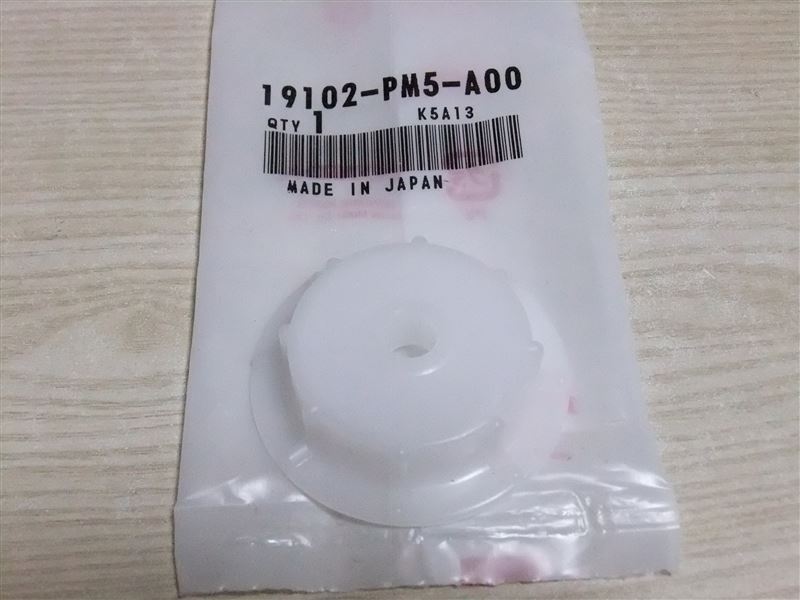 19102-PM5-A00
QTY 1 K5A13
MADE IN JAPAN